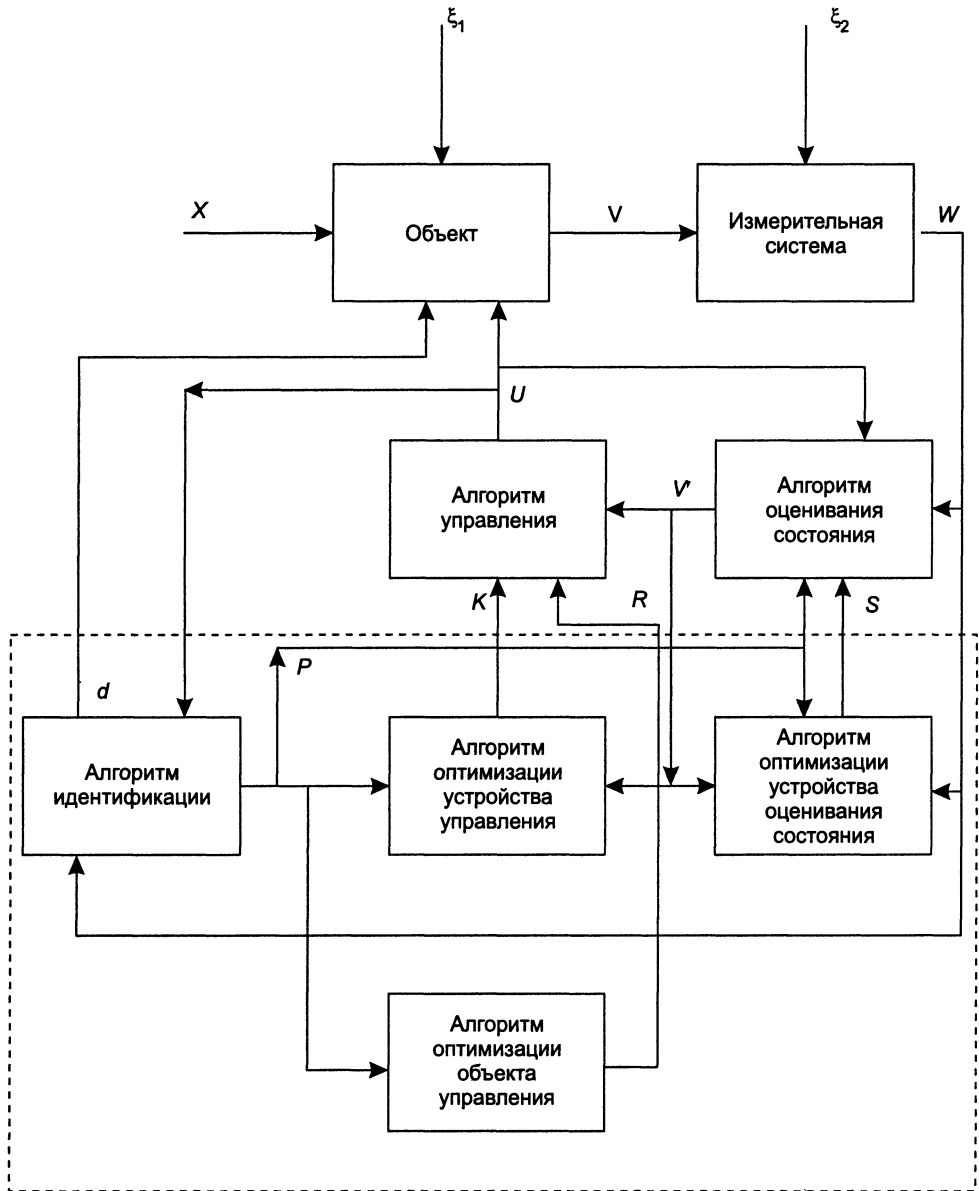 ξ1
ξ2
X
Объект
V
Измерительная
система
W
U
Алгоритм
управления
V'
Алгоритм
оценивания
состояния
K
R
S
P
d
Алгоритм
идентификации
Алгоритм
оптимизации
устройства
управления
Алгоритм
оптимизации
устройства
оценивания
состояния
Алгоритм
оптимизации
объекта
управления